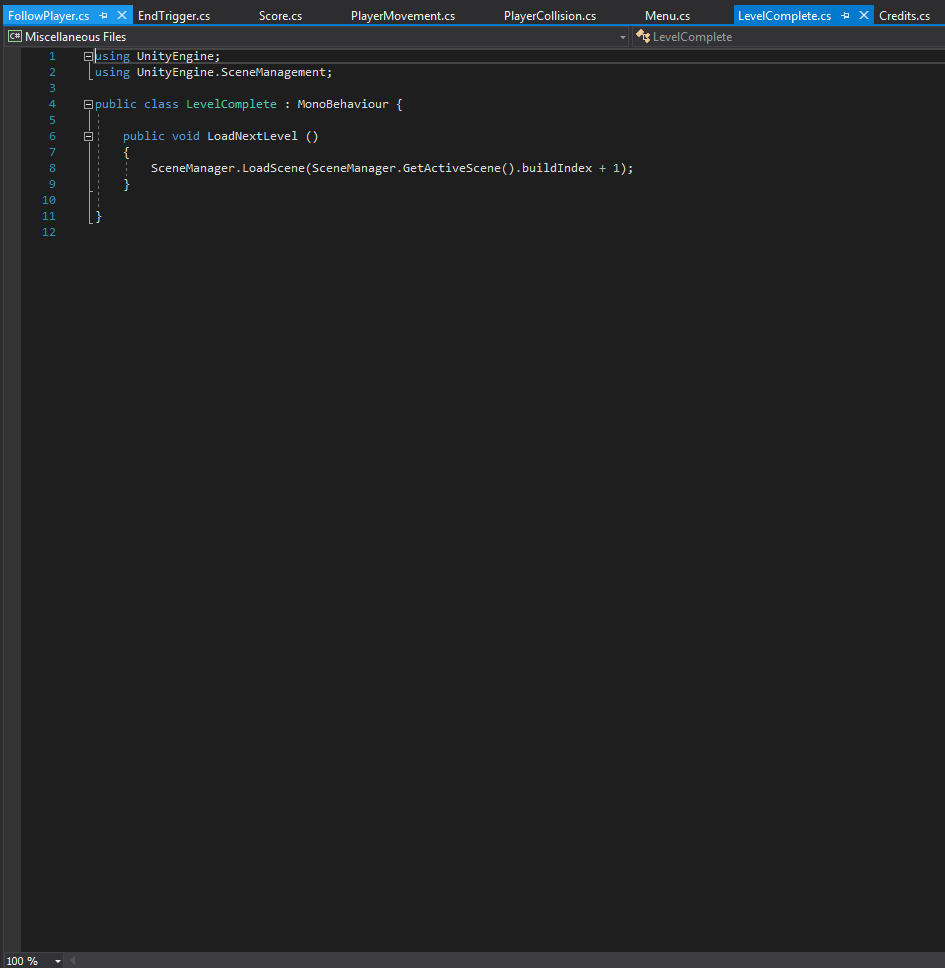 FollowPlayer.cs EndTrigger.cs Score.cs PlayerMovement.cs PlayerCollision.cs Menu.cs LevelComplete.cs Credits.cs
C# Miscellaneous Files LevelComplete
1 using UnityEngine;
2 using UnityEngine.SceneManagement;
3
4 public class LevelComplete : MonoBehaviour {
5
6 public void LoadNextLevel ()
7 {
8 SceneManager.LoadScene(SceneManager.GetActiveScene().buildIndex + 1);
9 }
10
11 }
12
100 %